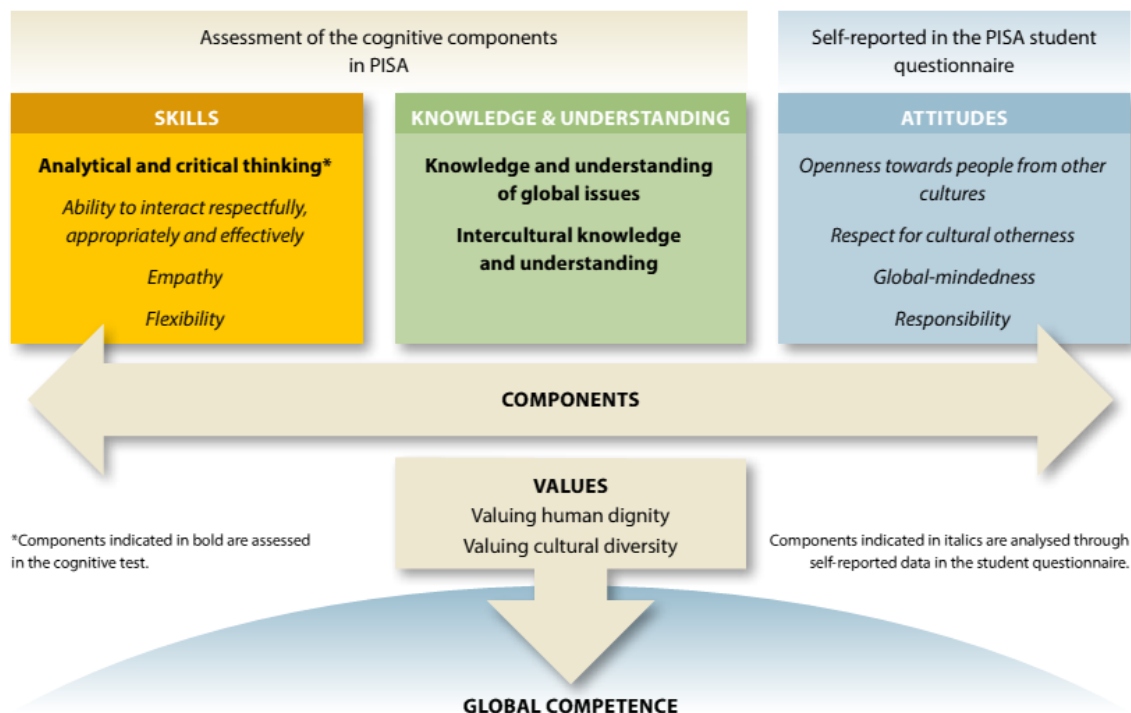 Assessment of the cognitive components
in PISA
Self-reported in the PISA student
questionnaire
SKILLS
Analytical and critical thinking*
Ability to interact respectfully,
appropriately and effectively
Empathy
Flexibility
KNOWLEDGE & UNDERSTANDING
Knowledge and understanding
of global issues
Intercultural knowledge
and understanding
ATTITUDES
Openness towards people from other
cultures
Respect for cultural otherness
Global-mindedness
Responsibility
COMPONENTS
VALUES
Valuing human dignity
Valuing cultural diversity
*Components indicated in bold are assessed
in the cognitive test.
Components indicated in italics are analysed through
self-reported data in the student questionnaire.
GLOBAL COMPETENCE